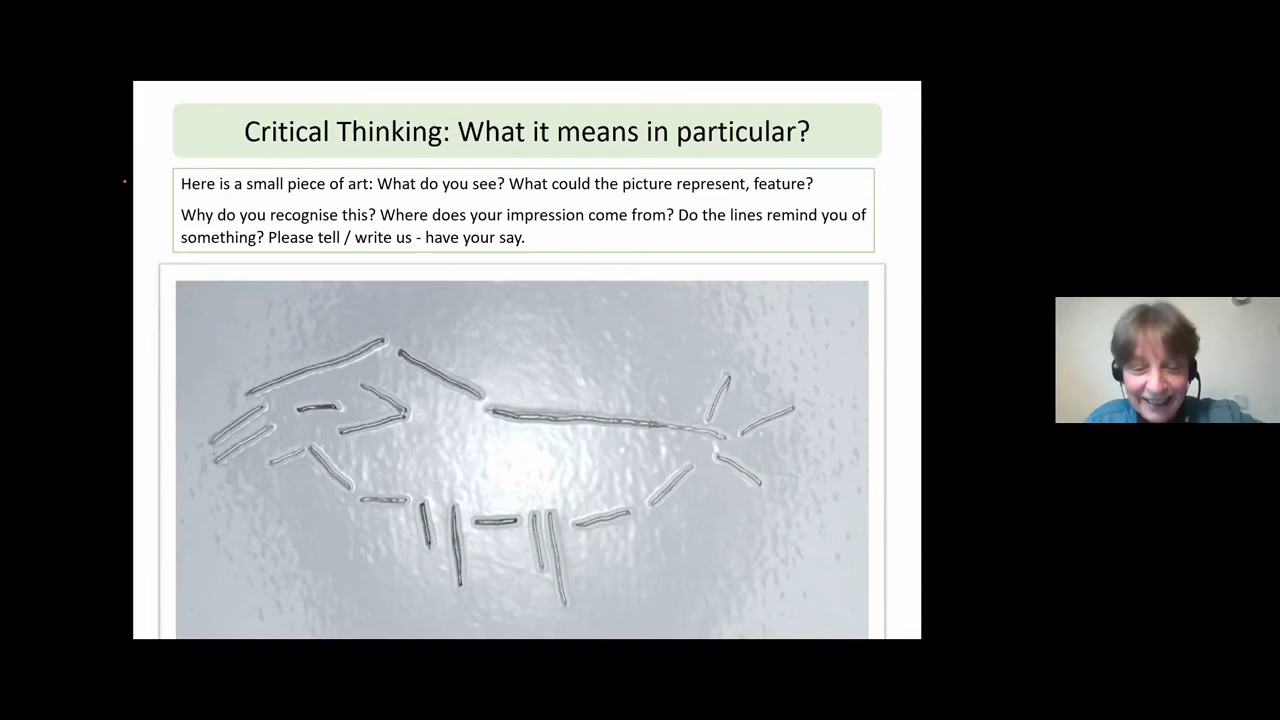 Critical Thinking: What it means in particular?
Here is a small piece of art: What do you see? What could the picture represent, feature?
Why do you recognise this? Where does your impression come from? Do the lines remind you of
something? Please tell / write us - have your say.